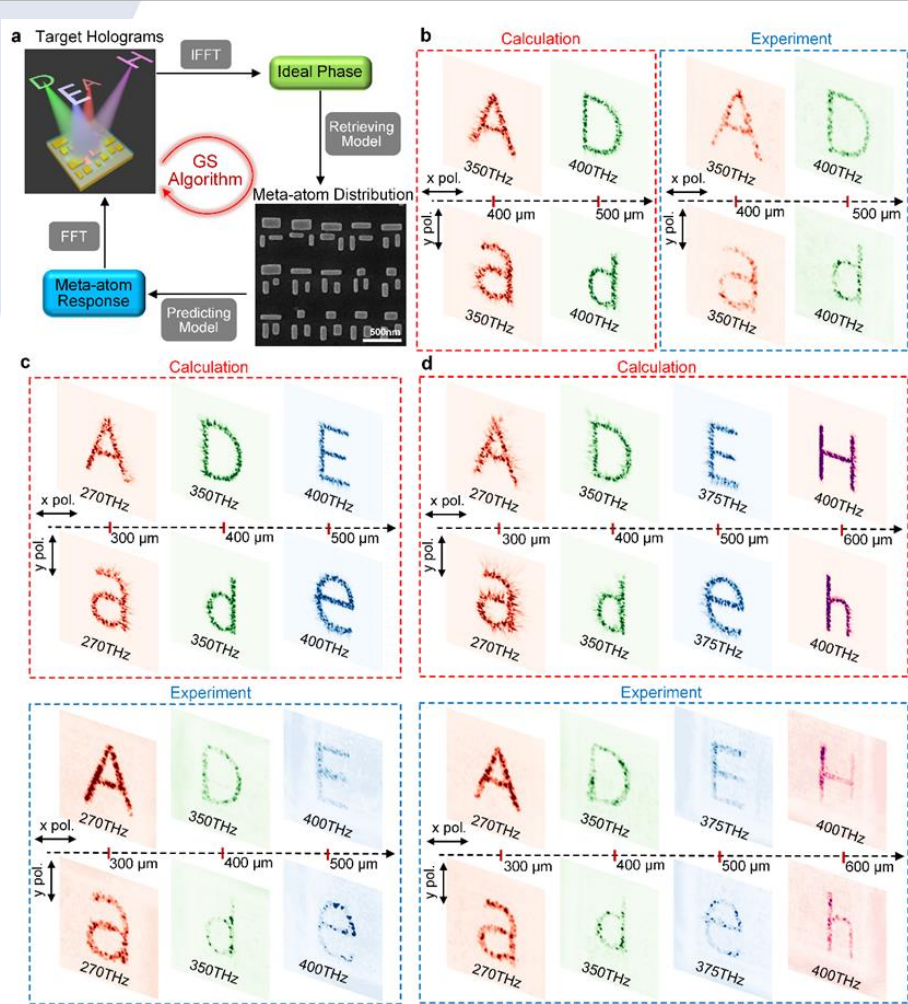 a
Target Holograms
D E A H
IFFT
Ideal Phase
Retrieving
Model
GS
Algorithm
Meta-atom Distribution
500nm
Predicting
Model
Meta-atom
Response
FFT
b
Calculation
A D
350THz 400THz
x pol.
400 µm 500 µm
y pol.
a d
350THz 400THz
Experiment
A D
350THz 400THz
x pol.
400 µm 500 µm
y pol.
a d
350THz 400THz
c
Calculation
A D E
270THz 350THz 400THz
x pol.
300 µm 400 µm 500 µm
y pol.
a d e
270THz 350THz 400THz
Experiment
A D E
270THz 350THz 400THz
x pol.
300 µm 400 µm 500 µm
y pol.
a d e
270THz 350THz 400THz
d
Calculation
A D E H
270THz 350THz 375THz 400THz
x pol.
300 µm 400 µm 500 µm 600 µm
y pol.
a d e h
270THz 350THz 375THz 400THz
Experiment
A D E H
270THz 350THz 375THz 400THz
x pol.
300 µm 400 µm 500 µm 600 µm
y pol.
a d e h
270THz 350THz 375THz 400THz